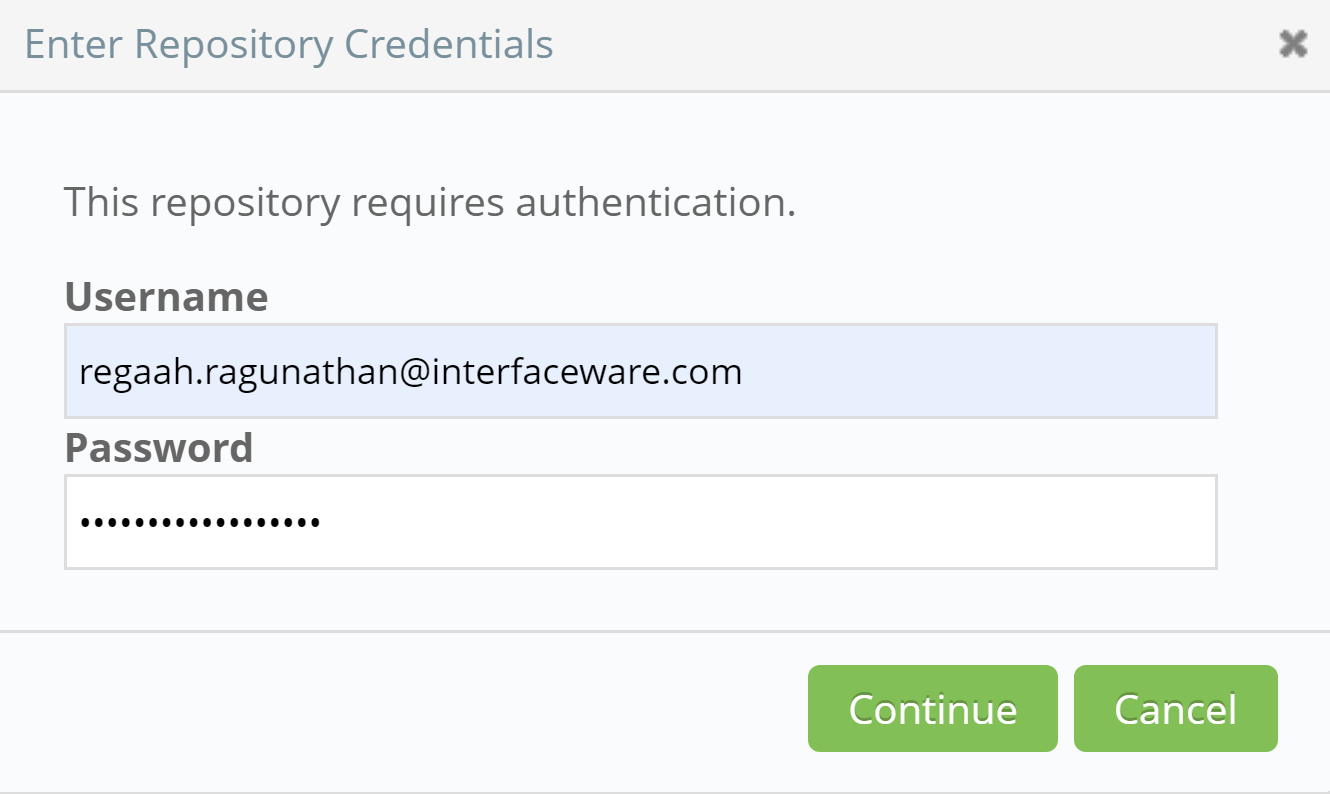 Enter Repository Credentials
This repository requires authentication.
Username
regaah.ragunathan@interfaceware.com
Password
••••••••••••••••••
Continue Cancel